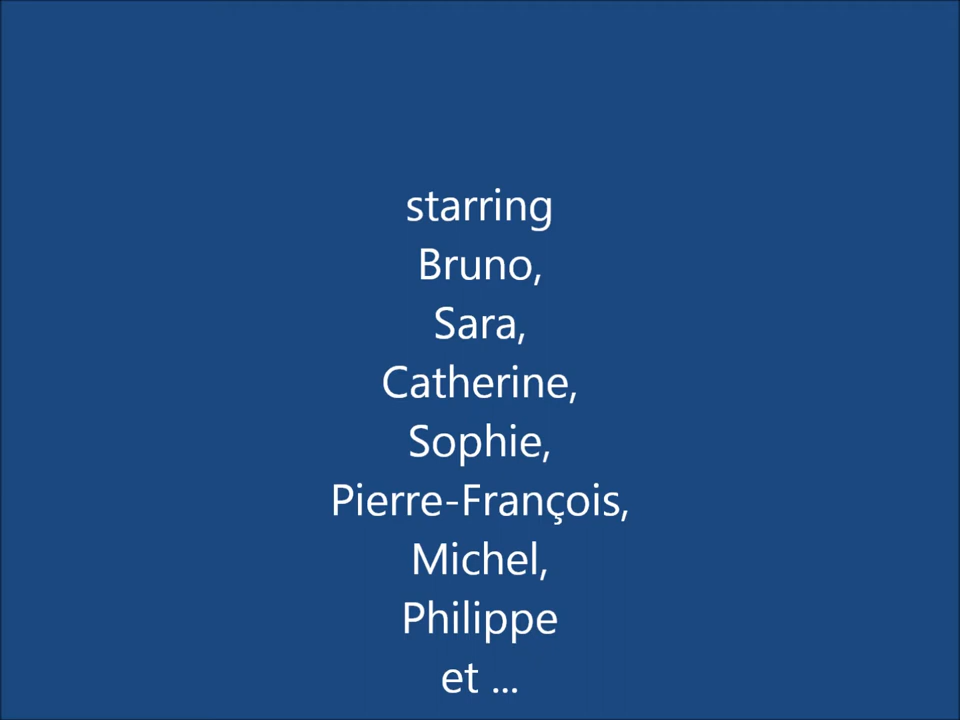 starring
Bruno,
Sara,
Catherine,
Sophie,
Pierre-François,
Michel,
Philippe
et ...